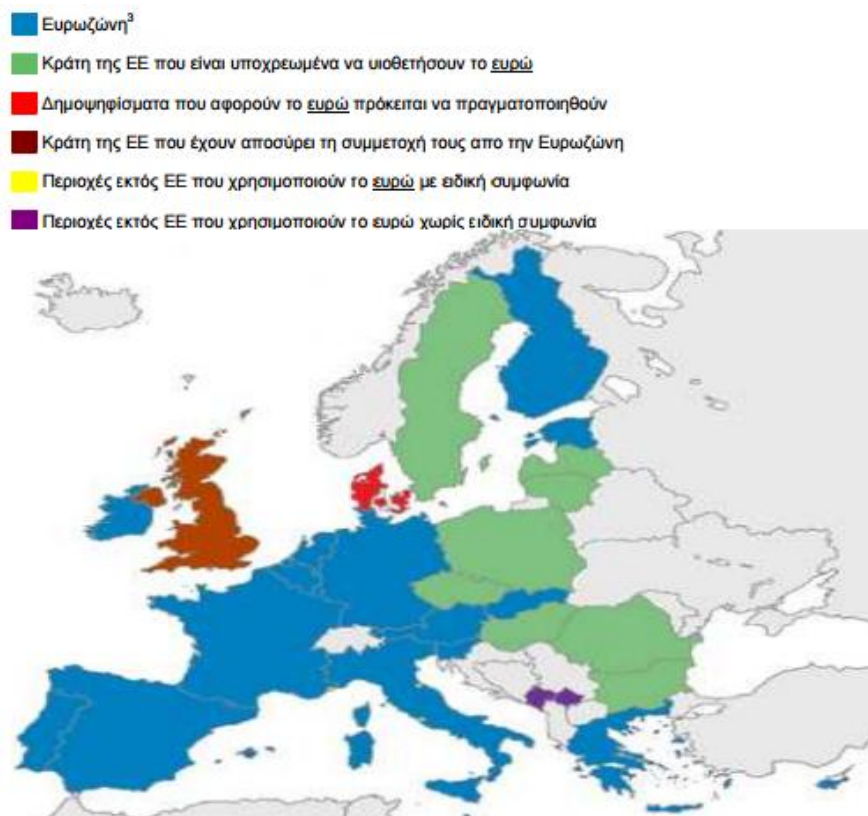 Ευρωζώνη³
Κράτη της ΕΕ που είναι υποχρεωμένα να υιοθετήσουν το ευρώ
Δημοψηφίσματα που αφορούν το ευρώ πρόκειται να πραγματοποιηθούν
Κράτη της ΕΕ που έχουν αποσύρει τη συμμετοχή τους απο την Ευρωζώνη
Περιοχές εκτός ΕΕ που χρησιμοποιούν το ευρώ με ειδική συμφωνία
Περιοχές εκτός ΕΕ που χρησιμοποιούν το ευρώ χωρίς ειδική συμφωνία